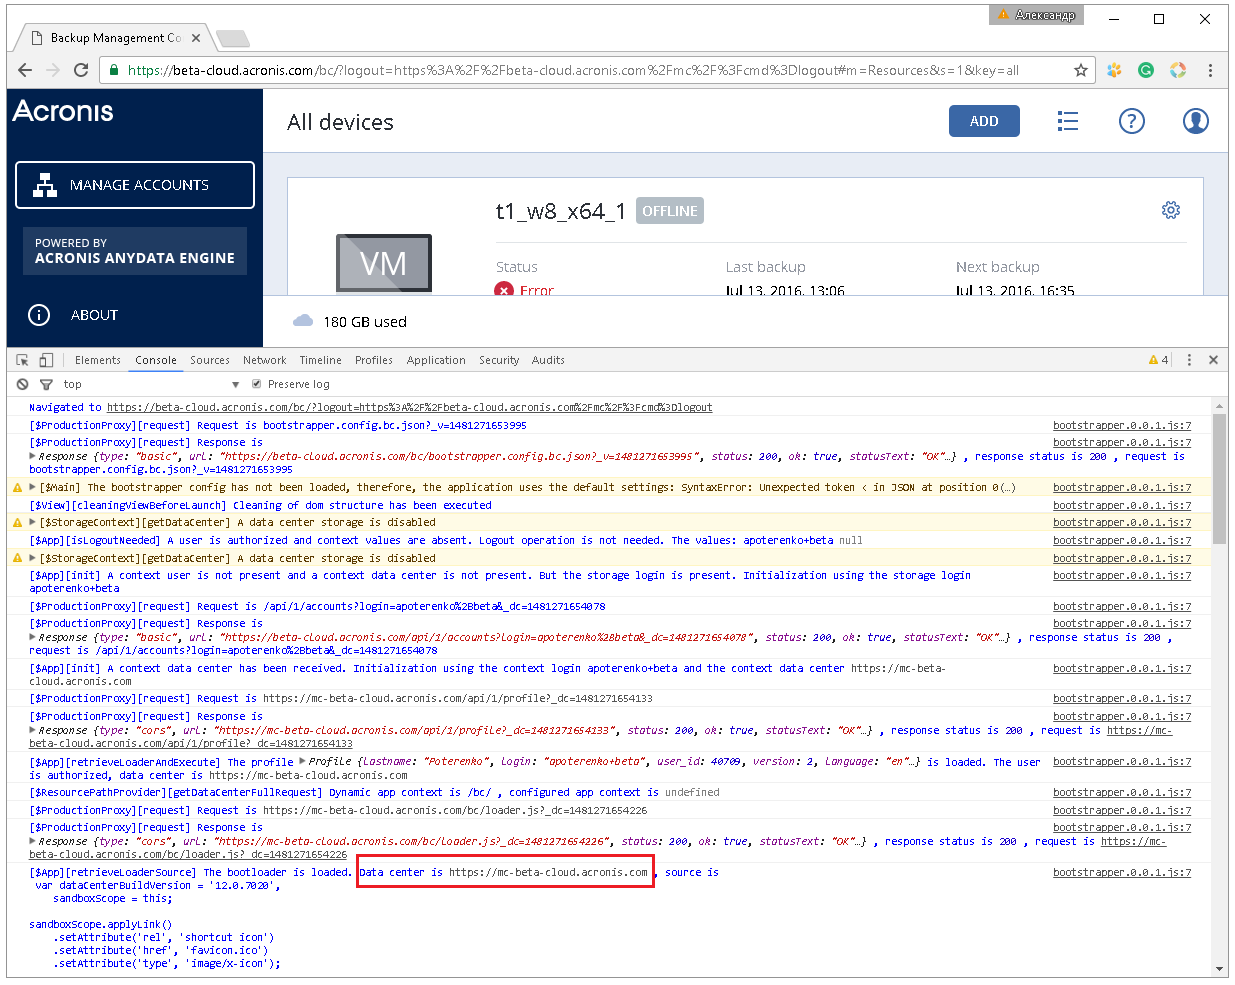 Александр
Backup Management Co
https://beta-cloud.acronis.com/bc/?logout=https%3A%2F%2Fbeta-cloud.acronis.com%2Fmc%2F%3Fcmd%3Dlogout#m=Resources&s=1&key=all
Acronis
All devices
ADD
MANAGE ACCOUNTS
t1_w8_x64_1 OFFLINE
POWERED BY
ACRONIS ANYDATA ENGINE
VM
Status Last backup Next backup
Error Jul 13, 2016, 13:06 Jul 13, 2016, 16:35
ABOUT
180 GB used
Elements Console Sources Network Timeline Profiles Application Security Audits 4
top Preserve log
Navigated to https://beta-cloud.acronis.com/bc/?logout=https%3A%2F%2Fbeta-cloud.acronis.com%2Fmc%2F%3Fcmd%3Dlogout
[$ProductionProxy][request] Request is bootstrapper.config.bc.json?_v=1481271653995 bootstrapper.0.0.1.js:7
[$ProductionProxy][request] Response is bootstrapper.0.0.1.js:7
Response {type: "basic", url: "https://beta-cloud.acronis.com/bc/bootstrapper.config.bc.json?_v=1481271653995", status: 200, ok: true, statusText: "OK"…} , response status is 200 , request is
bootstrapper.config.bc.json?_v=1481271653995
[$Main] The bootstrapper config has not been loaded, therefore, the application uses the default settings: SyntaxError: Unexpected token < in JSON at position 0(…) bootstrapper.0.0.1.js:7
[$View][cleaningViewBeforeLaunch] Cleaning of dom structure has been executed bootstrapper.0.0.1.js:7
[$StorageContext][getDataCenter] A data center storage is disabled bootstrapper.0.0.1.js:7
[$App][isLogoutNeeded] A user is authorized and context values are absent. Logout operation is not needed. The values: apoterenko+beta null bootstrapper.0.0.1.js:7
[$StorageContext][getDataCenter] A data center storage is disabled bootstrapper.0.0.1.js:7
[$App][init] A context user is not present and a context data center is not present. But the storage login is present. Initialization using the storage login bootstrapper.0.0.1.js:7
apoterenko+beta
[$ProductionProxy][request] Request is /api/1/accounts?login=apoterenko%2Bbeta&_dc=1481271654078 bootstrapper.0.0.1.js:7
[$ProductionProxy][request] Response is bootstrapper.0.0.1.js:7
Response {type: "basic", url: "https://beta-cloud.acronis.com/api/1/accounts?login=apoterenko%2Bbeta&_dc=1481271654078", status: 200, ok: true, statusText: "OK"…} , response status is 200 ,
request is /api/1/accounts?login=apoterenko%2Bbeta&_dc=1481271654078
[$App][init] A context data center has been received. Initialization using the context login apoterenko+beta and the context data center https://mc-beta- bootstrapper.0.0.1.js:7
cloud.acronis.com
[$ProductionProxy][request] Request is https://mc-beta-cloud.acronis.com/api/1/profile?_dc=1481271654133 bootstrapper.0.0.1.js:7
[$ProductionProxy][request] Response is bootstrapper.0.0.1.js:7
Response {type: "cors", url: "https://mc-beta-cloud.acronis.com/api/1/profile?_dc=1481271654133", status: 200, ok: true, statusText: "OK"…} , response status is 200 , request is https://mc-
beta-cloud.acronis.com/api/1/profile?_dc=1481271654133
[$App][retrieveLoaderAndExecute] The profile Profile {lastname: "Poterenko", login: "apoterenko+beta", user_id: 40709, version: 2, language: "en"…} is loaded. The user bootstrapper.0.0.1.js:7
is authorized, data center is https://mc-beta-cloud.acronis.com
[$ResourcePathProvider][getDataCenterFullRequest] Dynamic app context is /bc/ , configured app context is undefined bootstrapper.0.0.1.js:7
[$ProductionProxy][request] Request is https://mc-beta-cloud.acronis.com/bc/loader.js?_dc=1481271654226 bootstrapper.0.0.1.js:7
[$ProductionProxy][request] Response is bootstrapper.0.0.1.js:7
Response {type: "cors", url: "https://mc-beta-cloud.acronis.com/bc/loader.js?_dc=1481271654226", status: 200, ok: true, statusText: "OK"…} , response status is 200 , request is https://mc-
beta-cloud.acronis.com/bc/loader.js?_dc=1481271654226
[$App][retrieveLoaderSource] The bootloader is loaded. Data center is https://mc-beta-cloud.acronis.com , source is bootstrapper.0.0.1.js:7
var dataCenterBuildVersion = '12.0.7020',
sandboxScope = this;
sandboxScope.applyLink()
.setAttribute('rel', 'shortcut icon')
.setAttribute('href', 'favicon.ico')
.setAttribute('type', 'image/x-icon');